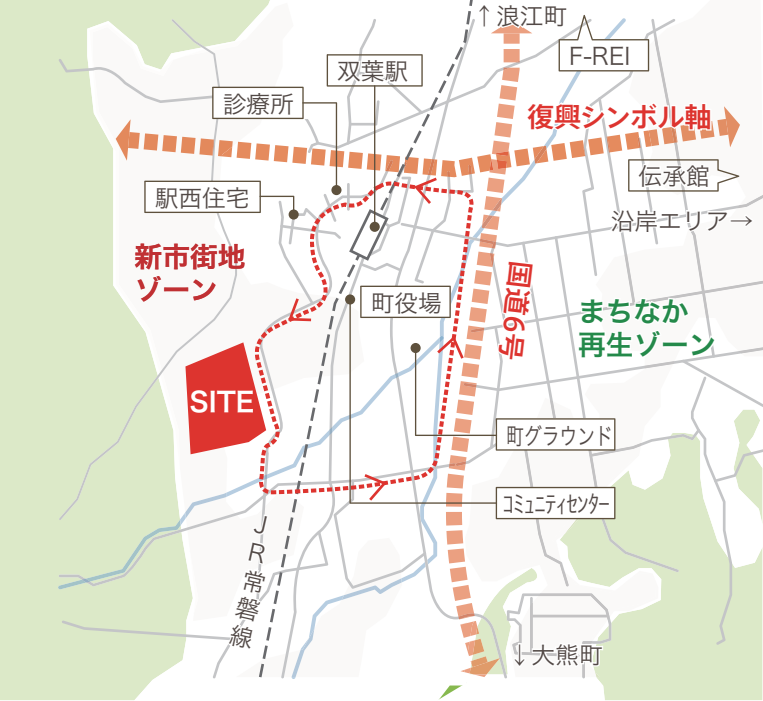 ↑浪江町
F-REI
双葉駅
診療所
復興シンボル軸
伝承館
駅西住宅
沿岸エリア→
新市街地
ゾーン
国道6号
町役場
まちなか
再生ゾーン
SITE
町グラウンド
コミュニティセンター
JR常磐線
↓大熊町